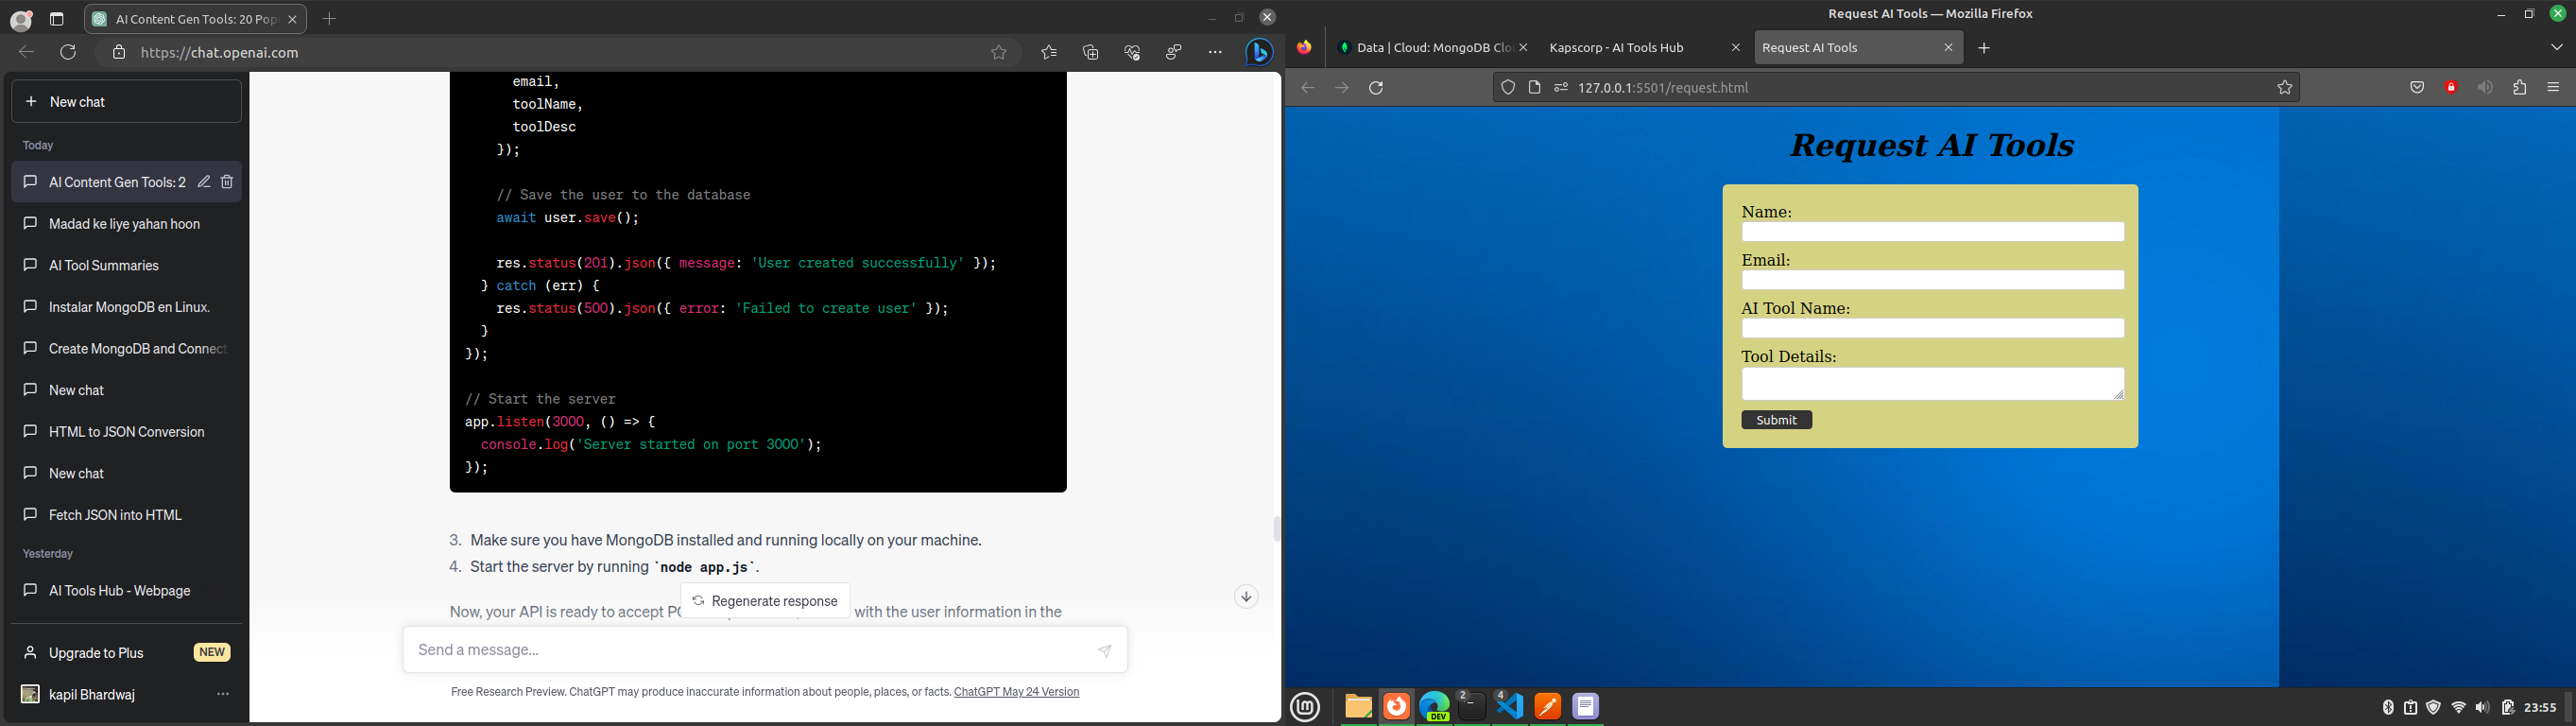 AI Content Gen Tools: 20 Pop
https://chat.openai.com
New chat
Today
AI Content Gen Tools: 2
Madad ke liye yahan hoon
AI Tool Summaries
Instalar MongoDB en Linux.
Create MongoDB and Connect
New chat
HTML to JSON Conversion
New chat
Fetch JSON into HTML
Yesterday
AI Tools Hub - Webpage
Upgrade to Plus NEW
kapil Bhardwaj
email,
toolName,
toolDesc
});
// Save the user to the database
await user.save();
res.status(201).json({ message: 'User created successfully' });
} catch (err) {
res.status(500).json({ error: 'Failed to create user' });
}
});
// Start the server
app.listen(3000, () => {
console.log('Server started on port 3000');
});
3. Make sure you have MongoDB installed and running locally on your machine.
4. Start the server by running `node app.js`.
Regenerate response
Now, your API is ready to accept with the user information in the
Send a message...
Free Research Preview. ChatGPT may produce inaccurate information about people, places, or facts. ChatGPT May 24 Version
Request AI Tools — Mozilla Firefox
Data | Cloud: MongoDB Clou
Kapscorp - AI Tools Hub
Request AI Tools
127.0.0.1:5501/request.html
Request AI Tools
Name:
Email:
AI Tool Name:
Tool Details:
Submit
DEV
2
4
23:55